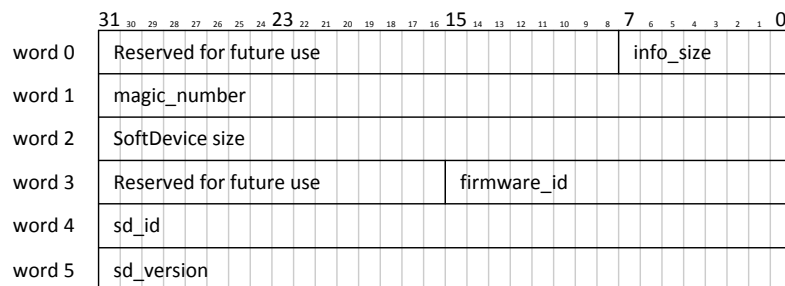 31 30 29 28 27 26 25 24 23 22 21 20 19 18 17 16 15 14 13 12 11 10 9 8 7 6 5 4 3 2 1 0
word 0 Reserved for future use info_size
word 1 magic_number
word 2 SoftDevice size
word 3 Reserved for future use firmware_id
word 4 sd_id
word 5 sd_version